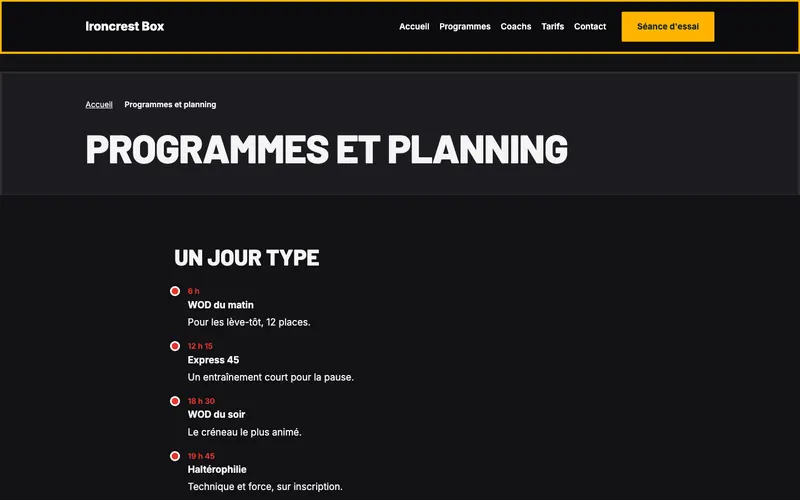 Ironcrest Box
Accueil Programmes Coachs Tarifs Contact Séance d'essai
Accueil Programmes et planning
PROGRAMMES ET PLANNING
UN JOUR TYPE
6 h
WOD du matin
Pour les lève-tôt, 12 places.
12 h 15
Express 45
Un entraînement court pour la pause.
18 h 30
WOD du soir
Le créneau le plus animé.
19 h 45
Haltérophilie
Technique et force, sur inscription.